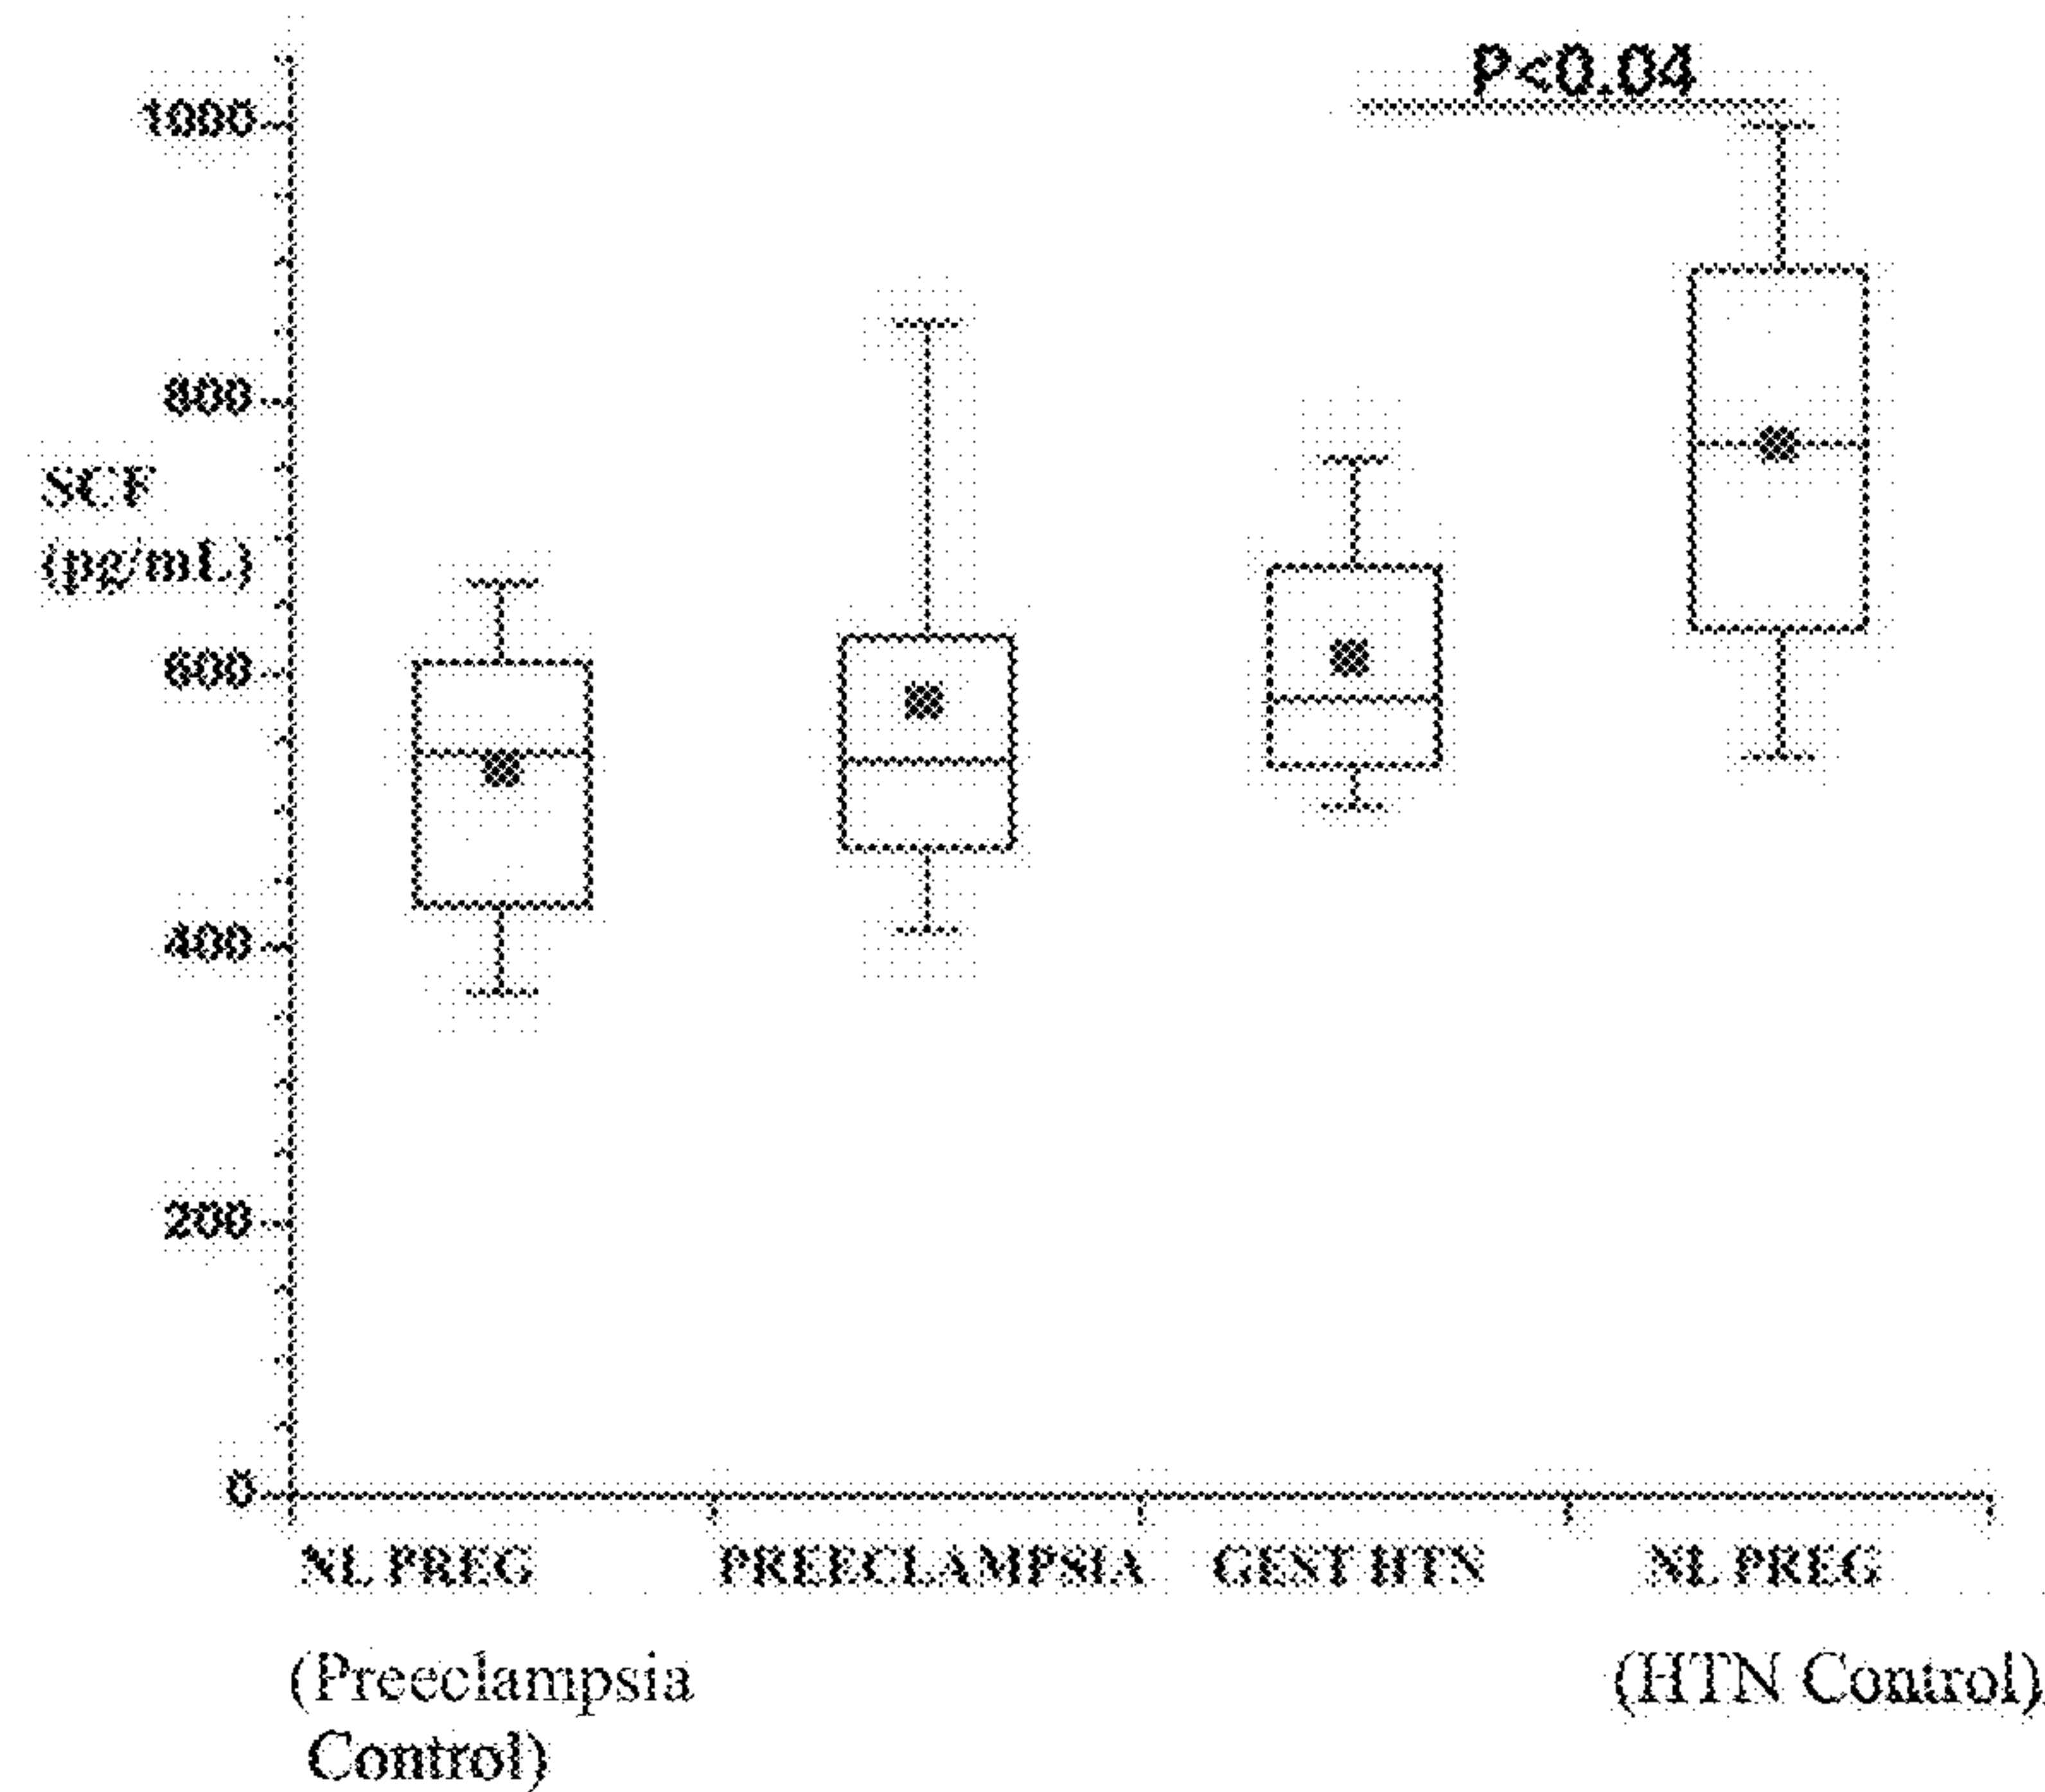 P<0.04
1000
800
SCF
(pg/mL)
600
400
200
0
NL PREG
PREECLAMPSIA
GEST HTN
NL PREG
(Preeclampsia
Control)
(HTN Control)